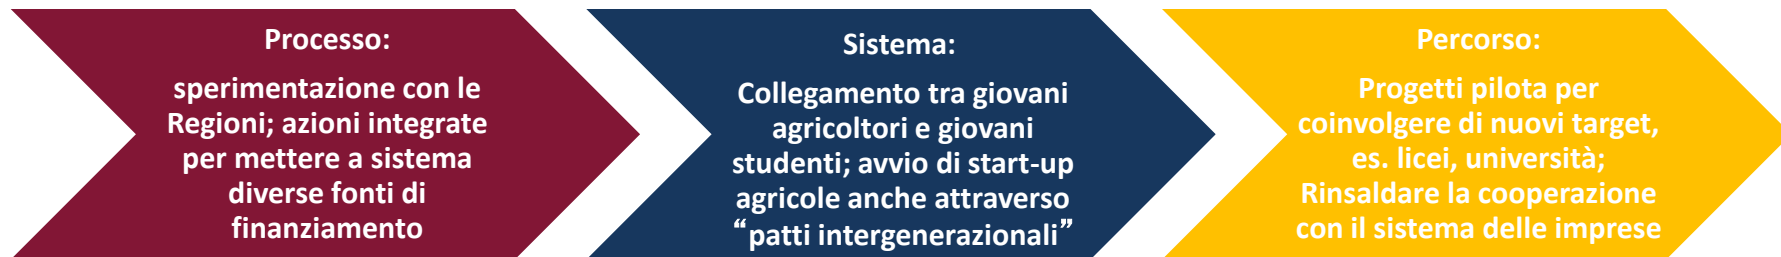 Processo:
sperimentazione con le
Regioni; azioni integrate
per mettere a sistema
diverse fonti di
finanziamento
Sistema:
Collegamento tra giovani
agricoltori e giovani
studenti; avvio di start-up
agricole anche attraverso
“patti intergenerazionali”
Percorso:
Progetti pilota per
coinvolgere di nuovi target,
es. licei, università;
Rinsaldare la cooperazione
con il sistema delle imprese